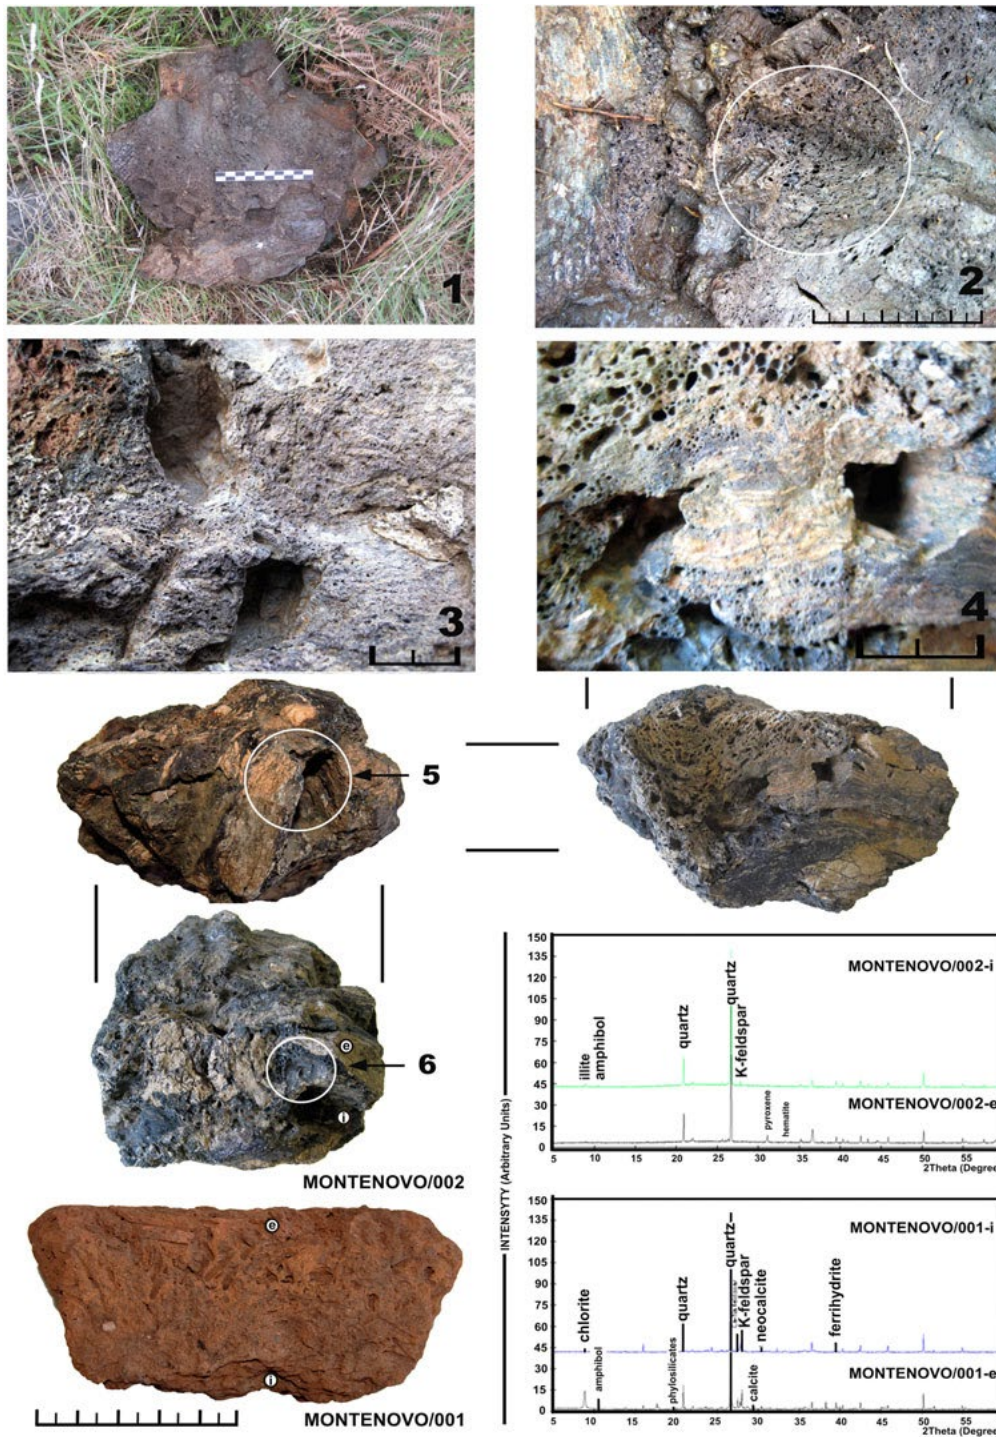 1
2
3
4
5
6
e
i
MONTENOVO/002
e
i
MONTENOVO/001
INTENSYTY (Arbitrary Units)
150
135
120
105
90
75
60
45
30
15
0
MONTENOVO/002-i
illite
amphibol
quartz
quartz
K-feldspar
MONTENOVO/002-e
pyroxene
hematite
5 10 15 20 25 30 35 40 45 50 55
2Theta (Degree
150
135
120
105
90
75
60
45
30
15
0
MONTENOVO/001-i
chlorite
quartz
quartz
K-feldspar
neocalcite
ferrihydrite
MONTENOVO/001-e
amphibol
phylosilicates
calcite
5 10 15 20 25 30 35 40 45 50 55
2Theta (Degree